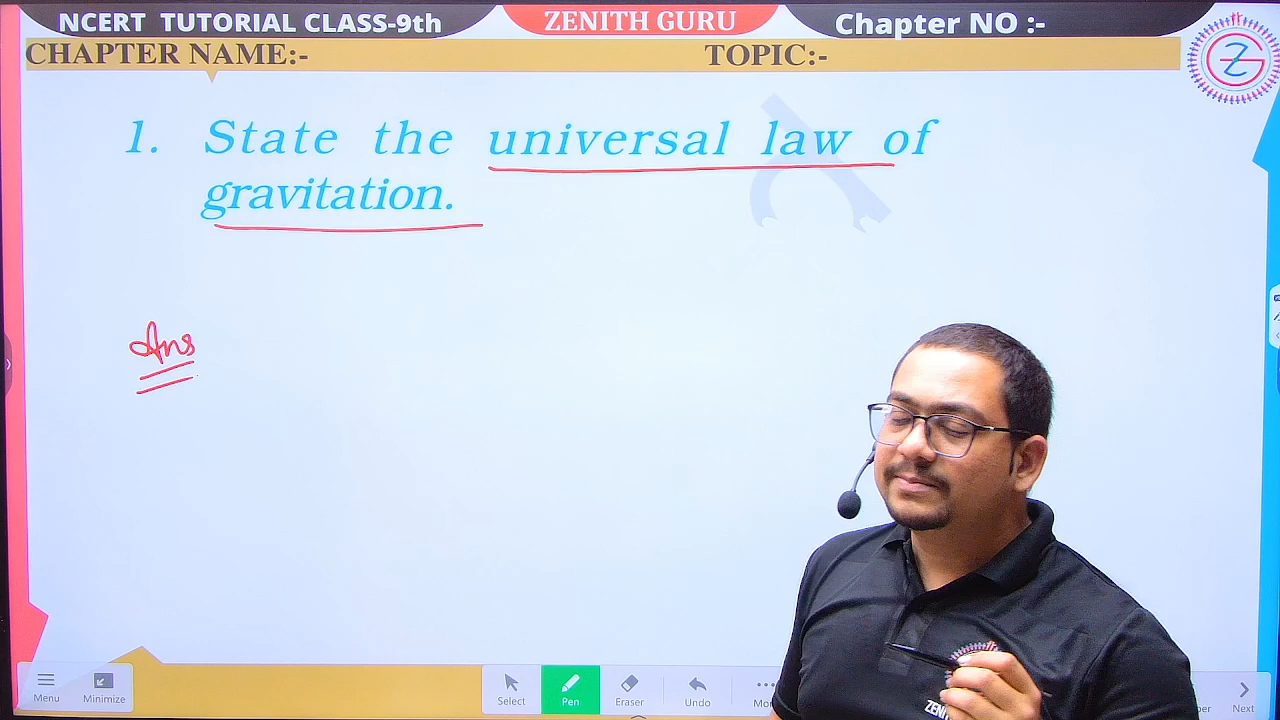 NCERT TUTORIAL CLASS-9th
ZENITH GURU
Chapter NO :-
CHAPTER NAME:-
TOPIC:-
1. State the universal law of
gravitation.
Ans
Menu
Minimize
Select
Pen
Eraser
Undo
Next